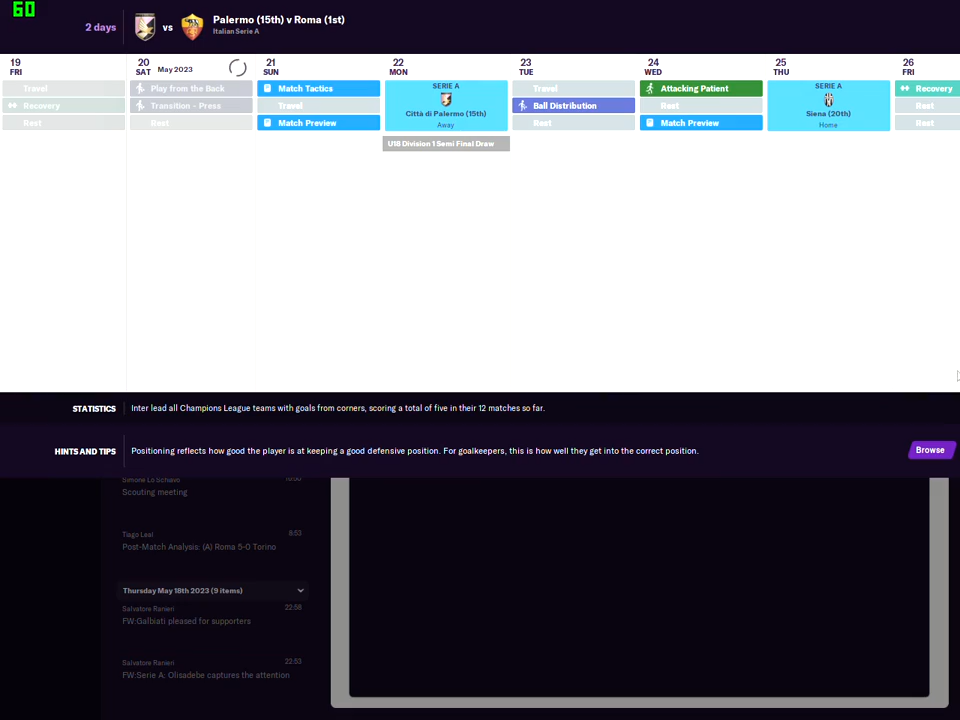 60
2 days
vs
Palermo (15th) v Roma (1st)
Italian Serie A
19
FRI
20
SAT May 2023
21
SUN
22
MON
23
TUE
24
WED
25
THU
26
FRI
Travel
Recovery
Rest
Play from the Back
Transition - Press
Rest
Match Tactics
Travel
Match Preview
SERIE A
Città di Palermo (15th)
Away
U18 Division 1 Semi Final Draw
Travel
Ball Distribution
Rest
Attacking Patient
Rest
Match Preview
SERIE A
Siena (20th)
Home
Recovery
Rest
Rest
STATISTICS
Inter lead all Champions League teams with goals from corners, scoring a total of five in their 12 matches so far.
HINTS AND TIPS
Positioning reflects how good the player is at keeping a good defensive position. For goalkeepers, this is how well they get into the correct position.
Browse
Simone Lo Schiavo
Scouting meeting
Tiago Leal 8:53
Post-Match Analysis: (A) Roma 5-0 Torino
Thursday May 18th 2023 (9 items)
Salvatore Ranieri 22:58
FW:Galbiati pleased for supporters
Salvatore Ranieri 22:53
FW:Serie A: Olisadebe captures the attention